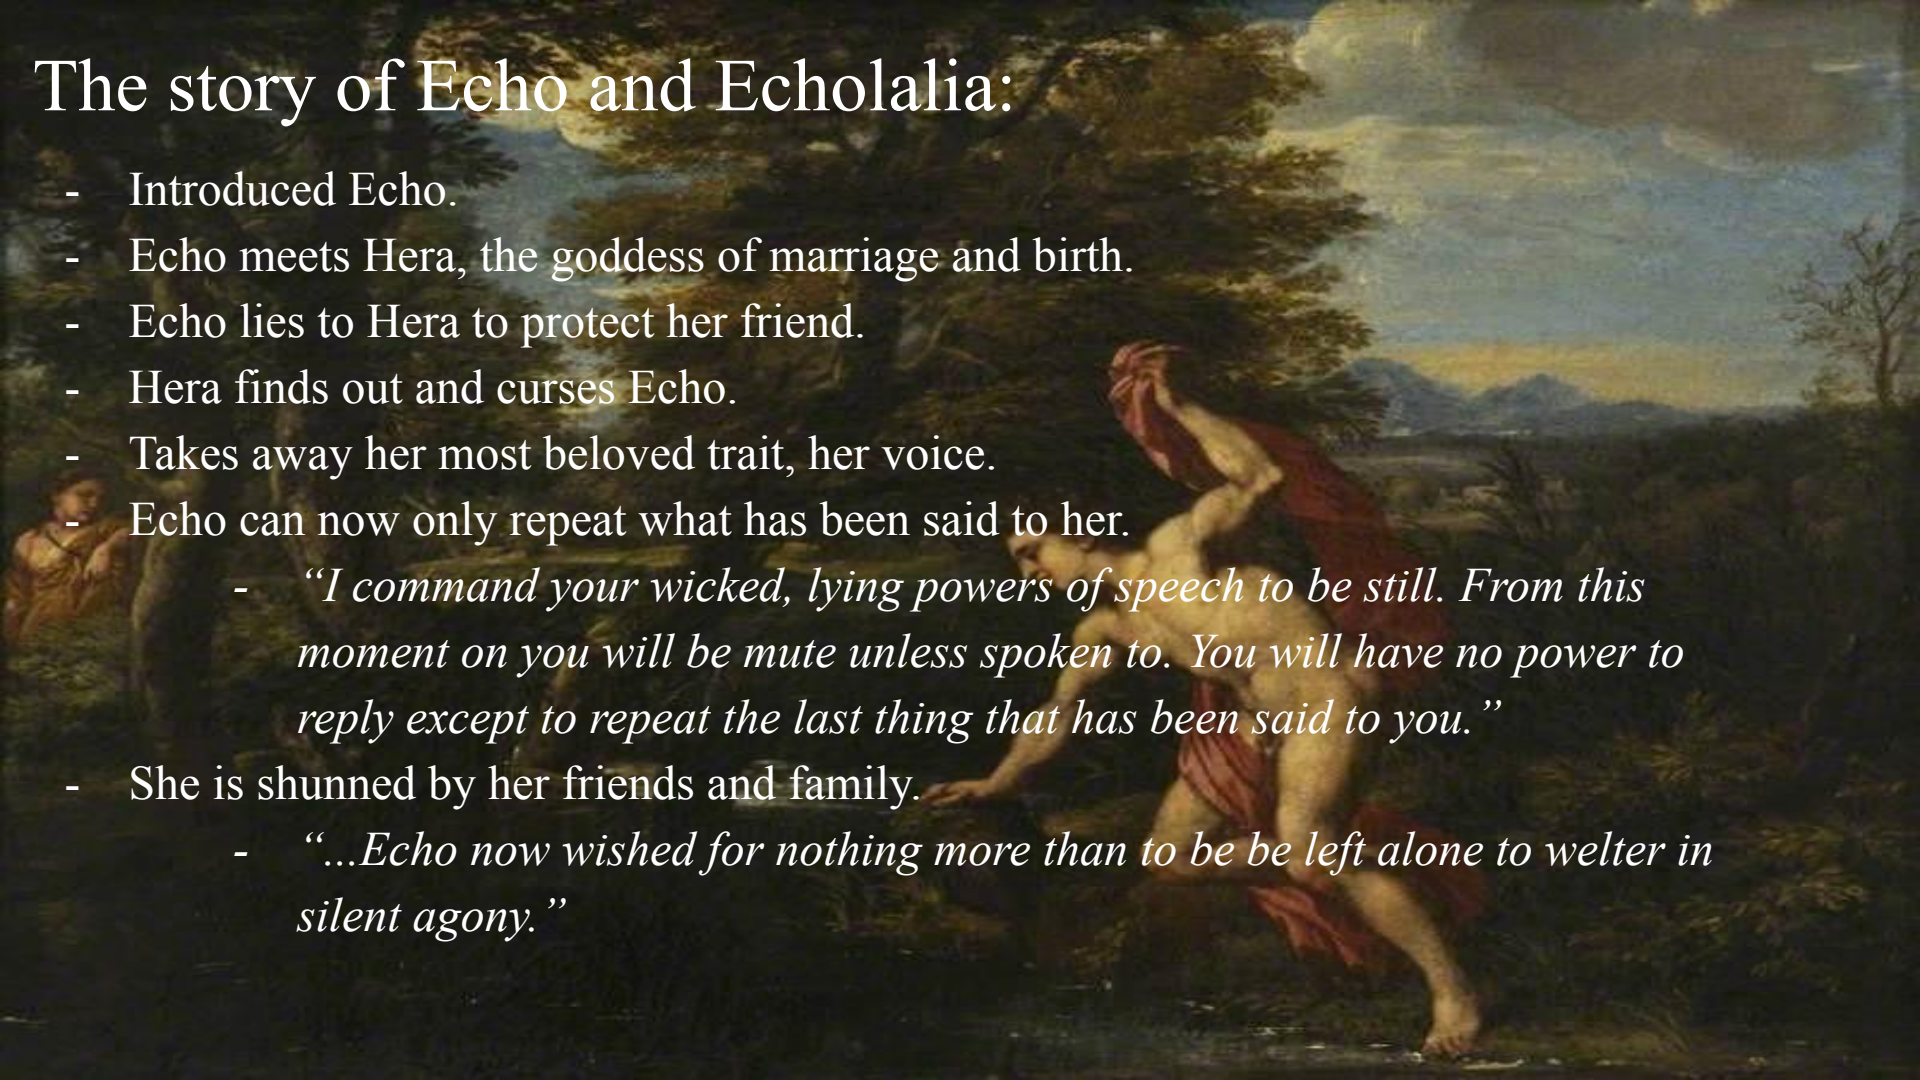 The story of Echo and Echolalia:
- Introduced Echo.
- Echo meets Hera, the goddess of marriage and birth.
- Echo lies to Hera to protect her friend.
- Hera finds out and curses Echo.
- Takes away her most beloved trait, her voice.
- Echo can now only repeat what has been said to her.
- “I command your wicked, lying powers of speech to be still. From this
moment on you will be mute unless spoken to. You will have no power to
reply except to repeat the last thing that has been said to you.”
- She is shunned by her friends and family.
- “...Echo now wished for nothing more than to be be left alone to welter in
silent agony.”